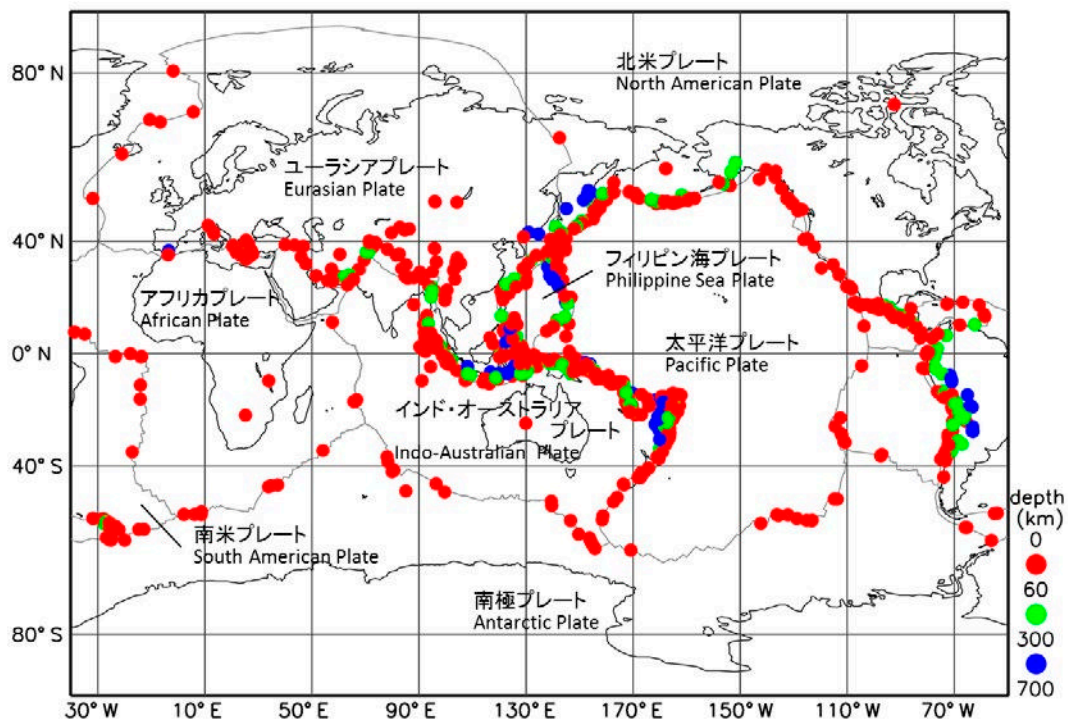 80° N
北米プレート
North American Plate
ユーラシアプレート
Eurasian Plate
40° N
フィリピン海プレート
Philippine Sea Plate
アフリカプレート
African Plate
太平洋プレート
Pacific Plate
0° N
インド・オーストラリア
プレート
Indo-Australian Plate
40° S
南米プレート
South American Plate
南極プレート
Antarctic Plate
80° S
depth
(km)
0
60
300
700
30° W 10° E 50° E 90° E 130° E 170° E 150° W 110° W 70° W